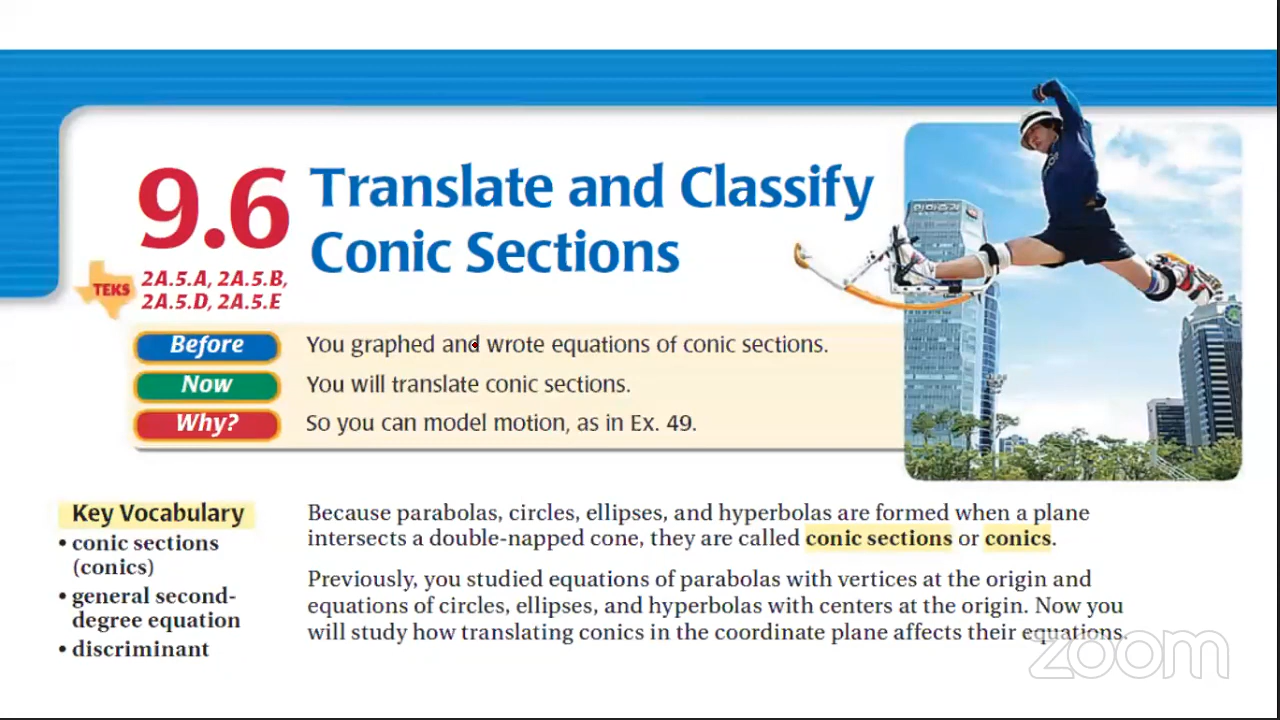 9.6
Translate and Classify
Conic Sections
TEKS
2A.5.A, 2A.5.B,
2A.5.D, 2A.5.E
Before
You graphed and wrote equations of conic sections.
Now
You will translate conic sections.
Why?
So you can model motion, as in Ex. 49.
Key Vocabulary
• conic sections
(conics)
• general second-
degree equation
• discriminant
Because parabolas, circles, ellipses, and hyperbolas are formed when a plane
intersects a double-napped cone, they are called conic sections or conics.
Previously, you studied equations of parabolas with vertices at the origin and
equations of circles, ellipses, and hyperbolas with centers at the origin. Now you
will study how translating conics in the coordinate plane affects their equations.
zoom